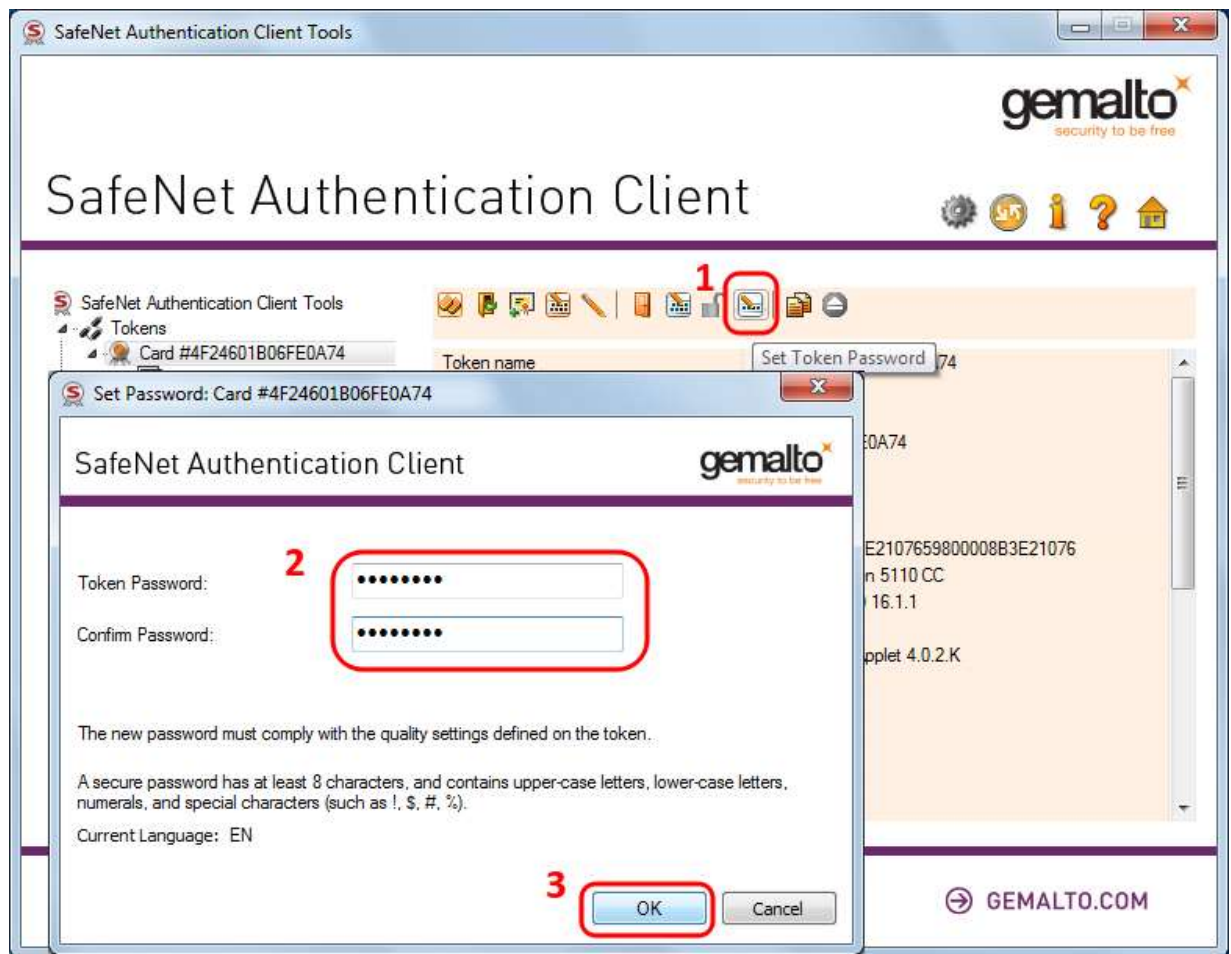 SafeNet Authentication Client Tools
gemalto
security to be free
SafeNet Authentication Client
1
SafeNet Authentication Client Tools
Tokens
Card #4F24601B06FE0A74
Token name
Set Token Password
74
Set Password: Card #4F24601B06FE0A74
SafeNet Authentication Client
gemalto
security to be free
2
Token Password:
Confirm Password:
The new password must comply with the quality settings defined on the token.
A secure password has at least 8 characters, and contains upper-case letters, lower-case letters,
numerals, and special characters (such as !, $, #, %).
Current Language: EN
3
OK
Cancel
E0A74
E2107659800008B3E21076
n 5110 CC
16.1.1
pplet 4.0.2.K
GEMALTO.COM